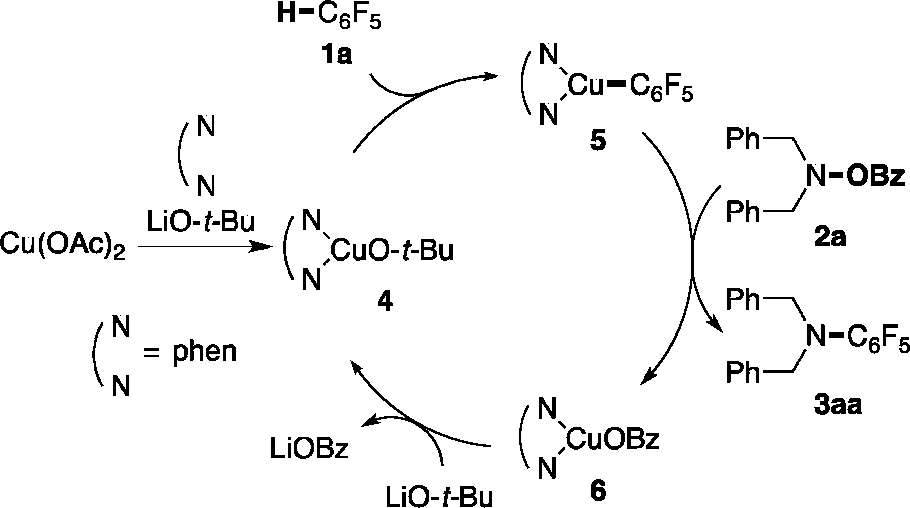 H–C₆F₅
1a
N
N
Cu–C₆F₅
5
Ph
N–OBz
Ph
2a
N
N
LiO-t-Bu
Cu(OAc)₂
N
N
CuO-t-Bu
4
N
N
= phen
Ph
N–C₆F₅
Ph
3aa
N
N
CuOBz
6
LiOBz
LiO-t-Bu